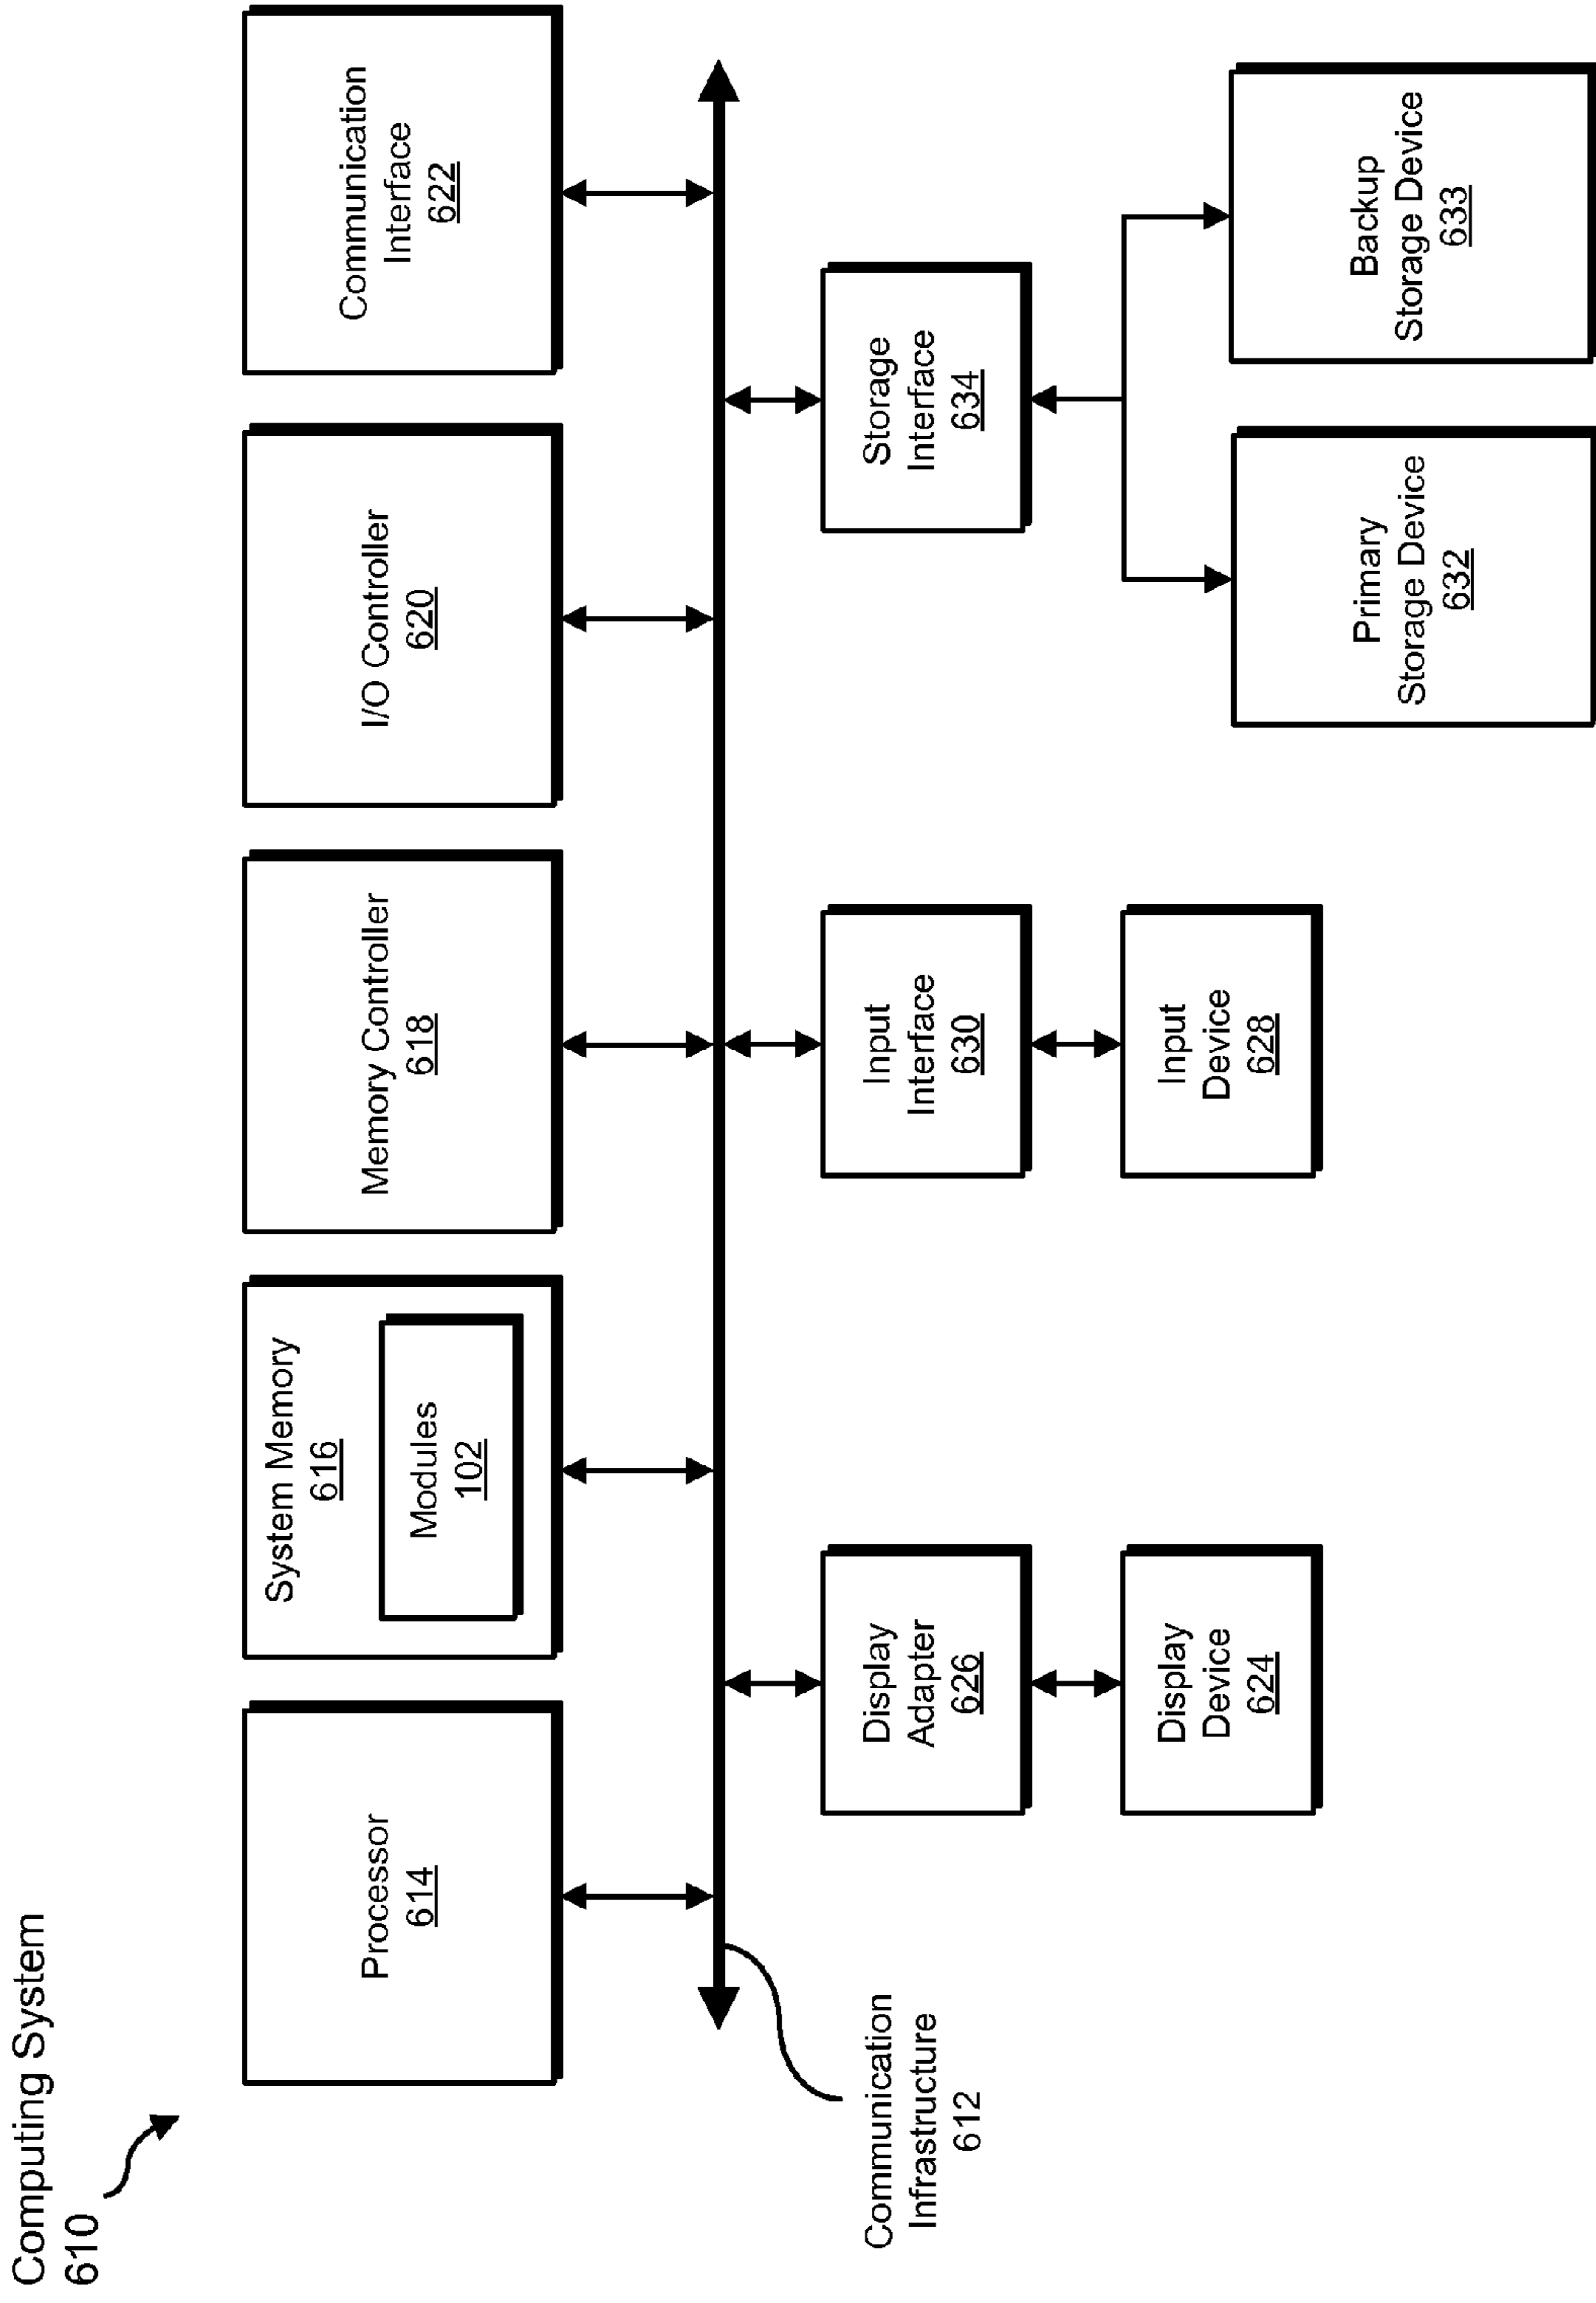 Computing System
610
Processor
614
System Memory
616
Modules
102
Memory Controller
618
I/O Controller
620
Communication
Interface
622
Communication
Infrastructure
612
Display
Adapter
626
Input
Interface
630
Storage
Interface
634
Display
Device
624
Input
Device
628
Primary
Storage Device
632
Backup
Storage Device
633